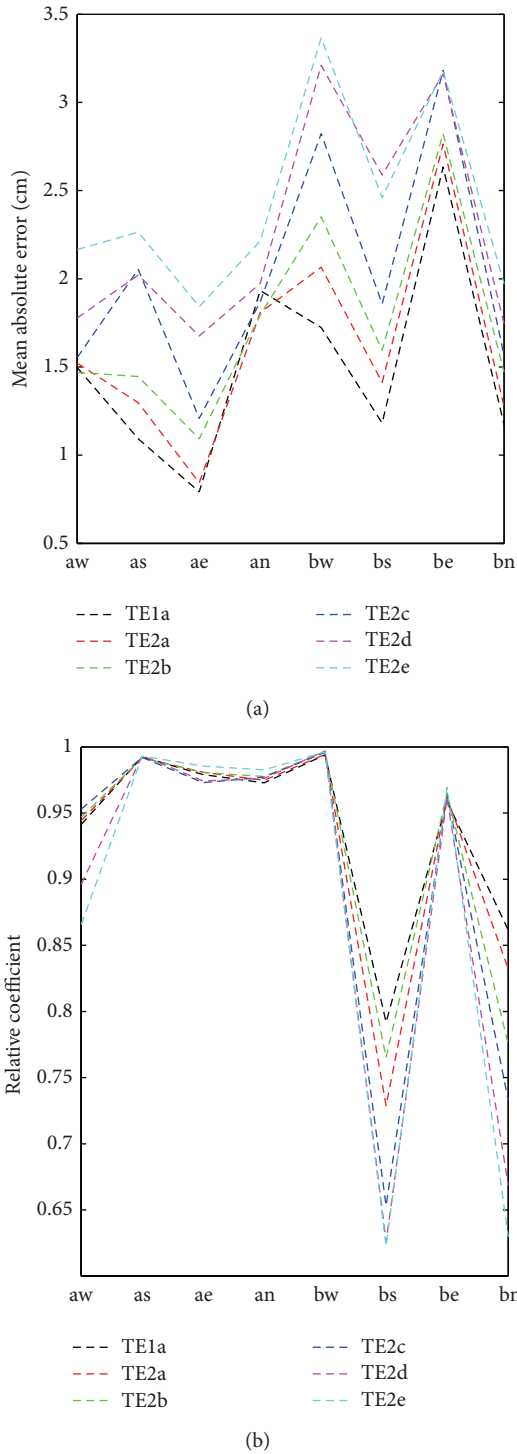 3.5
3
2.5
2
1.5
1
0.5
Mean absolute error (cm)
aw as ae an bw bs be bn
TE1a TE2c
TE2a TE2d
TE2b TE2e
(a)
1
0.95
0.9
0.85
0.8
0.75
0.7
0.65
Relative coefficient
aw as ae an bw bs be bn
TE1a TE2c
TE2a TE2d
TE2b TE2e
(b)